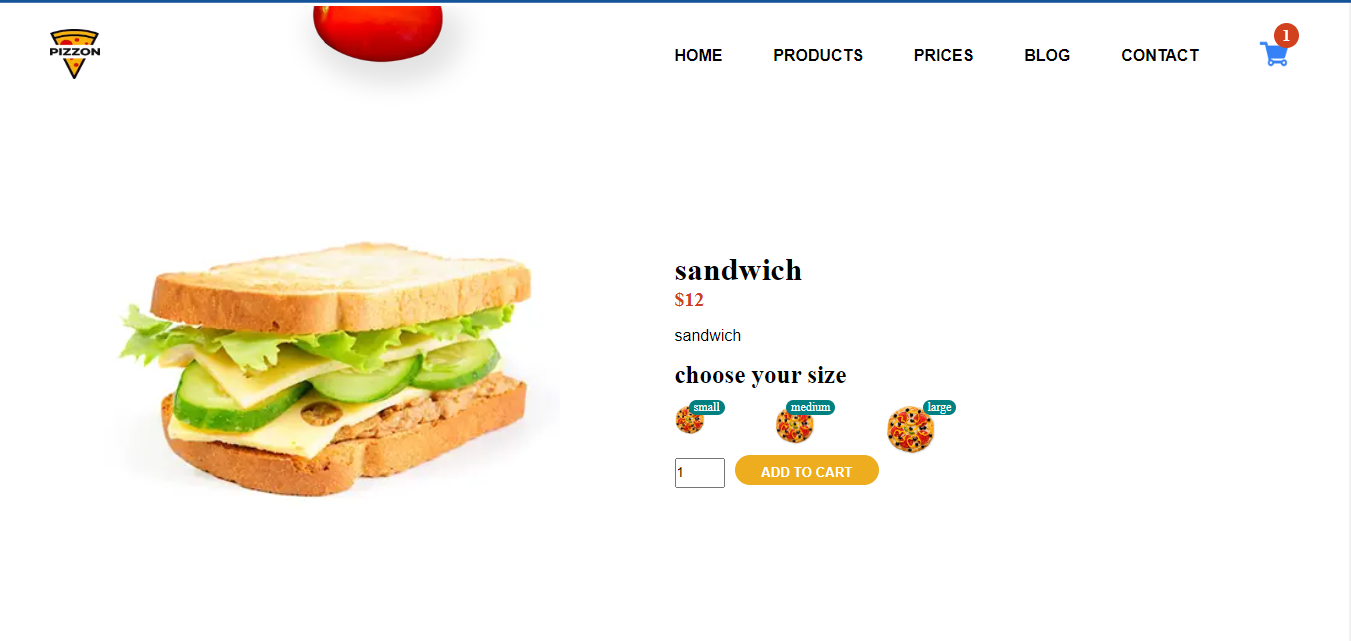 PIZZON
HOME PRODUCTS PRICES BLOG CONTACT 1
sandwich
$12
sandwich
choose your size
small medium large
1 ADD TO CART